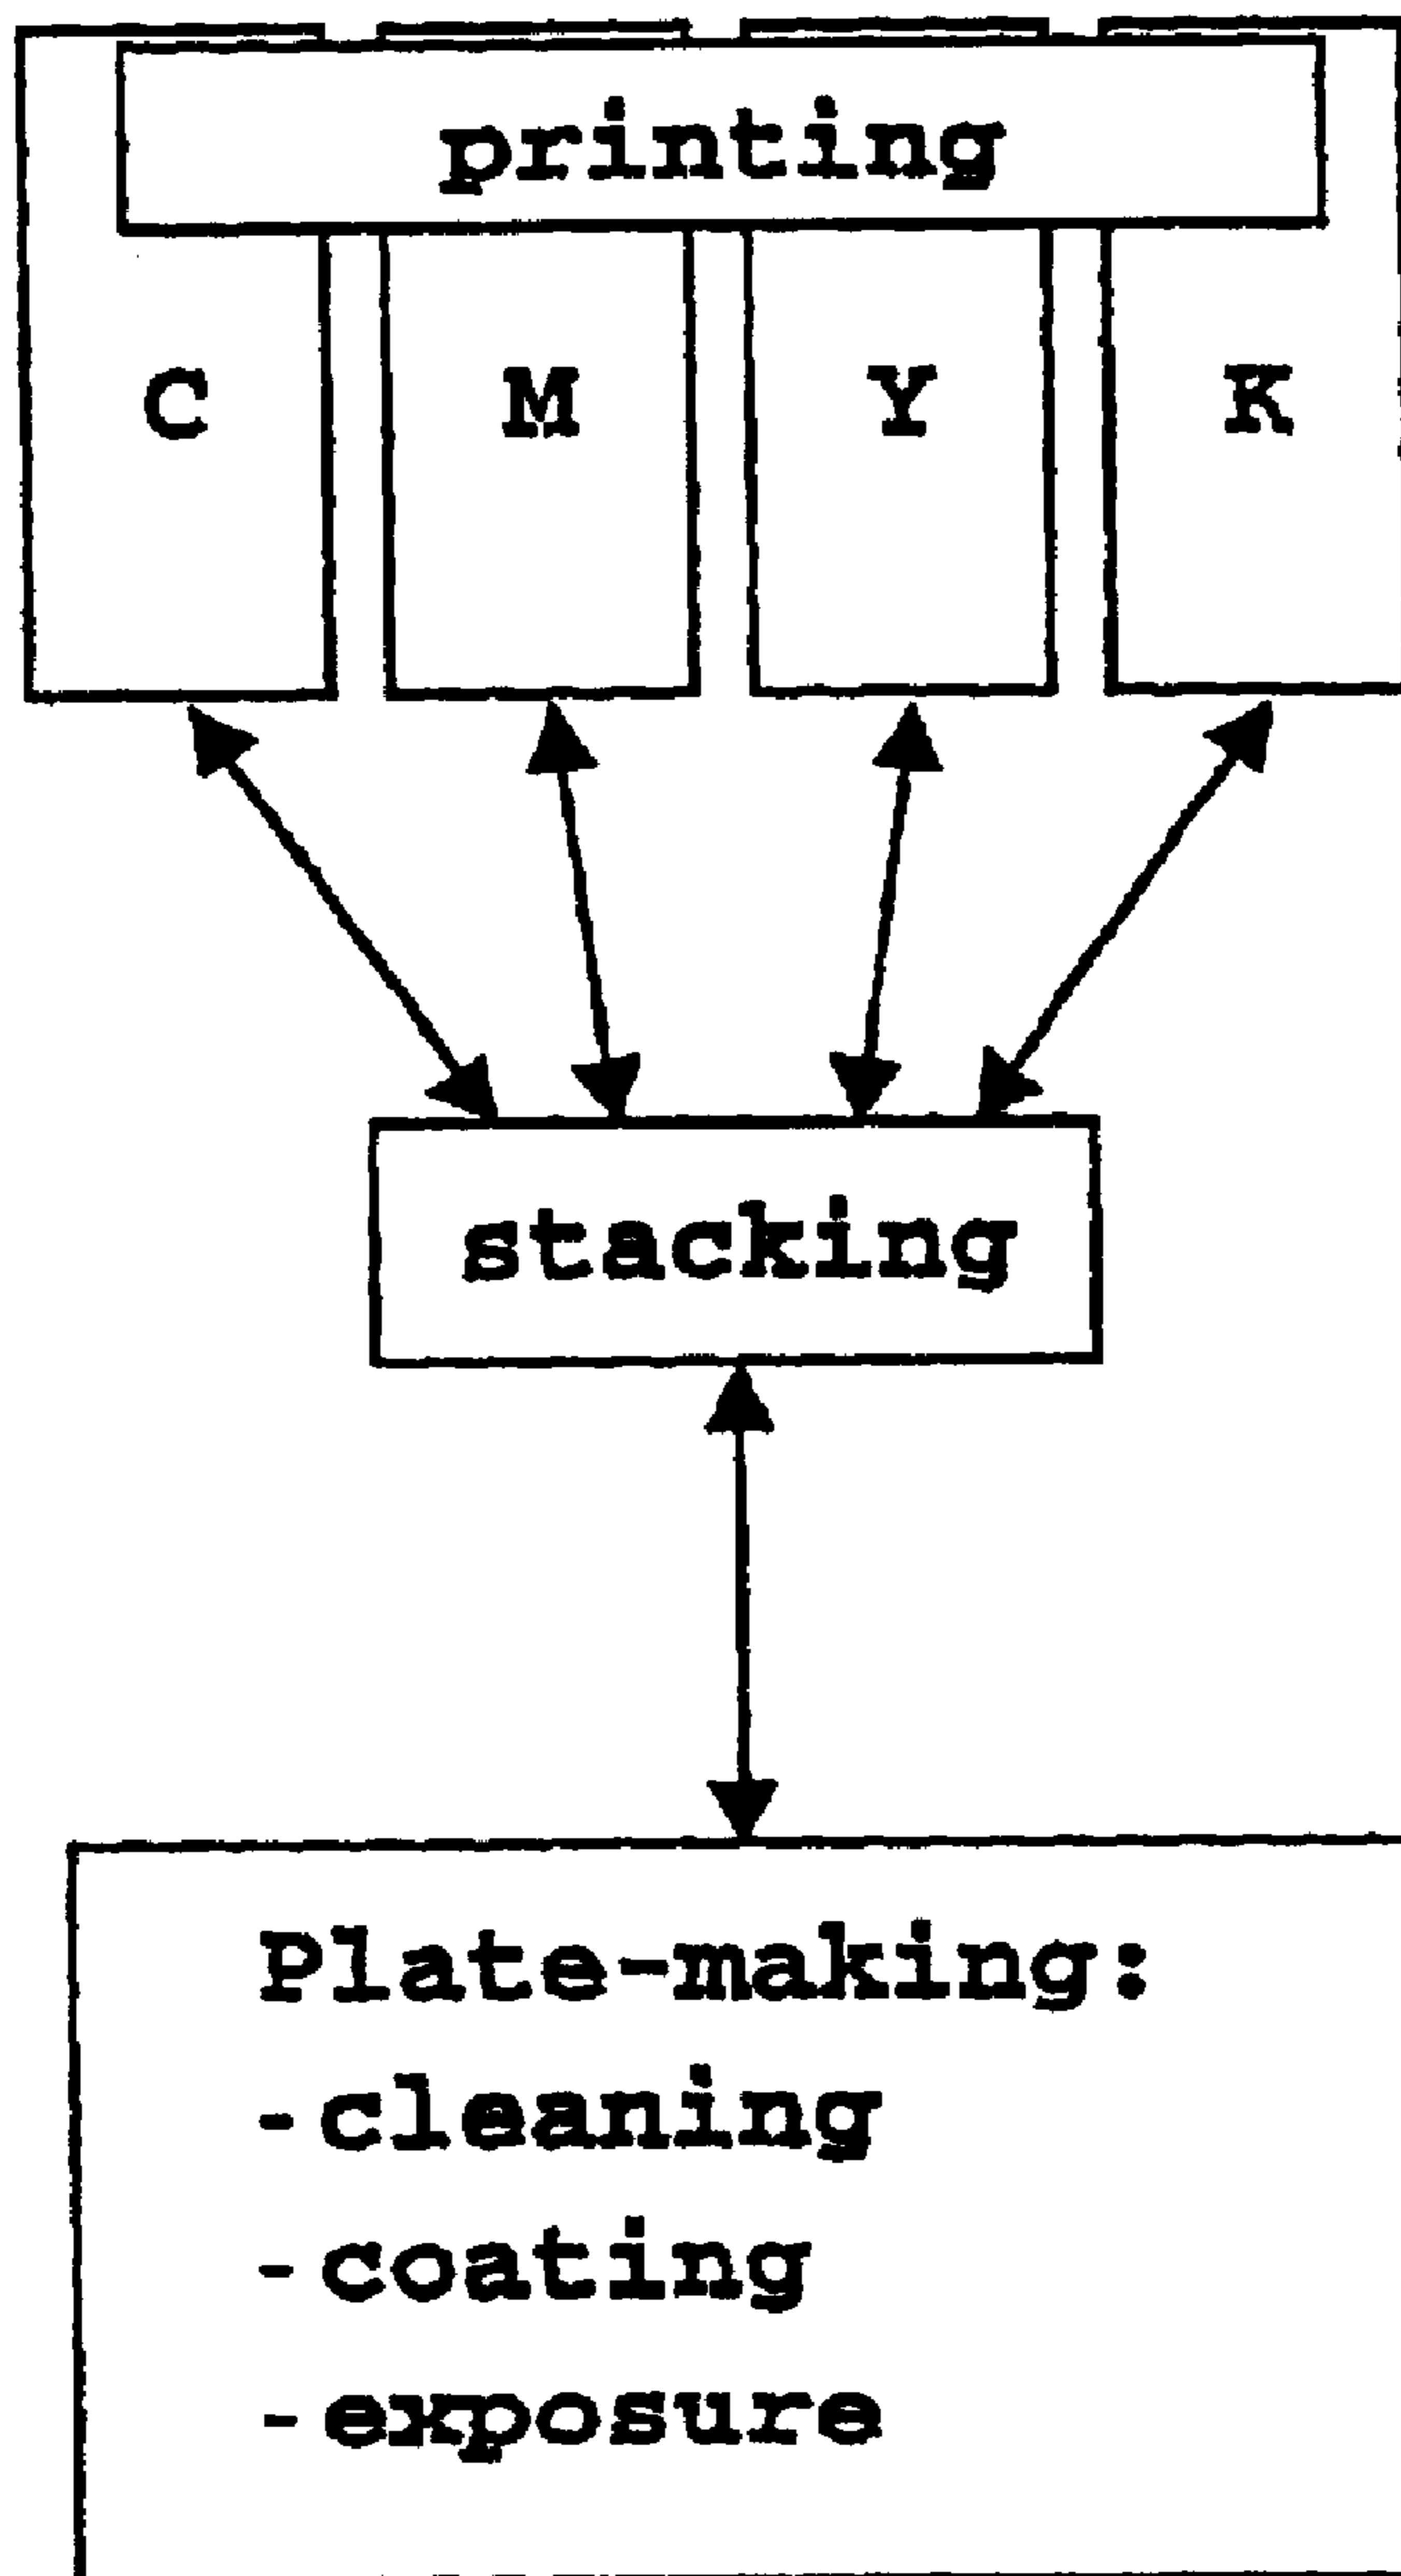 printing
C M Y K
stacking
Plate-making:
-cleaning
-coating
-exposure